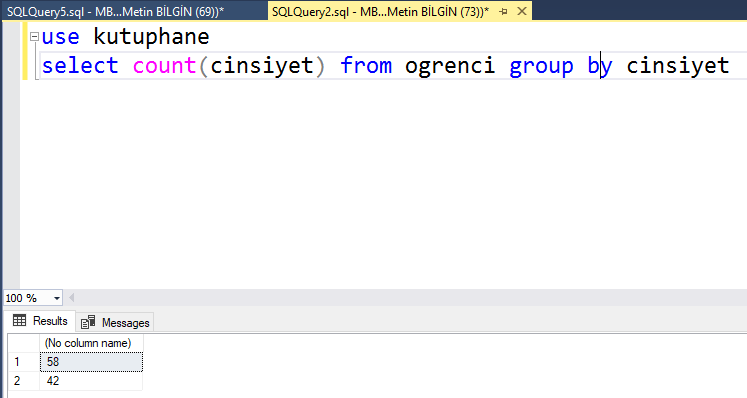 SQLQuery5.sql - MB...Metin BİLGİN (69))* SQLQuery2.sql - MB...Metin BİLGİN (73))*
use kutuphane
select count(cinsiyet) from ogrenci group by cinsiyet
100 %
Results Messages
(No column name)
1 58
2 42